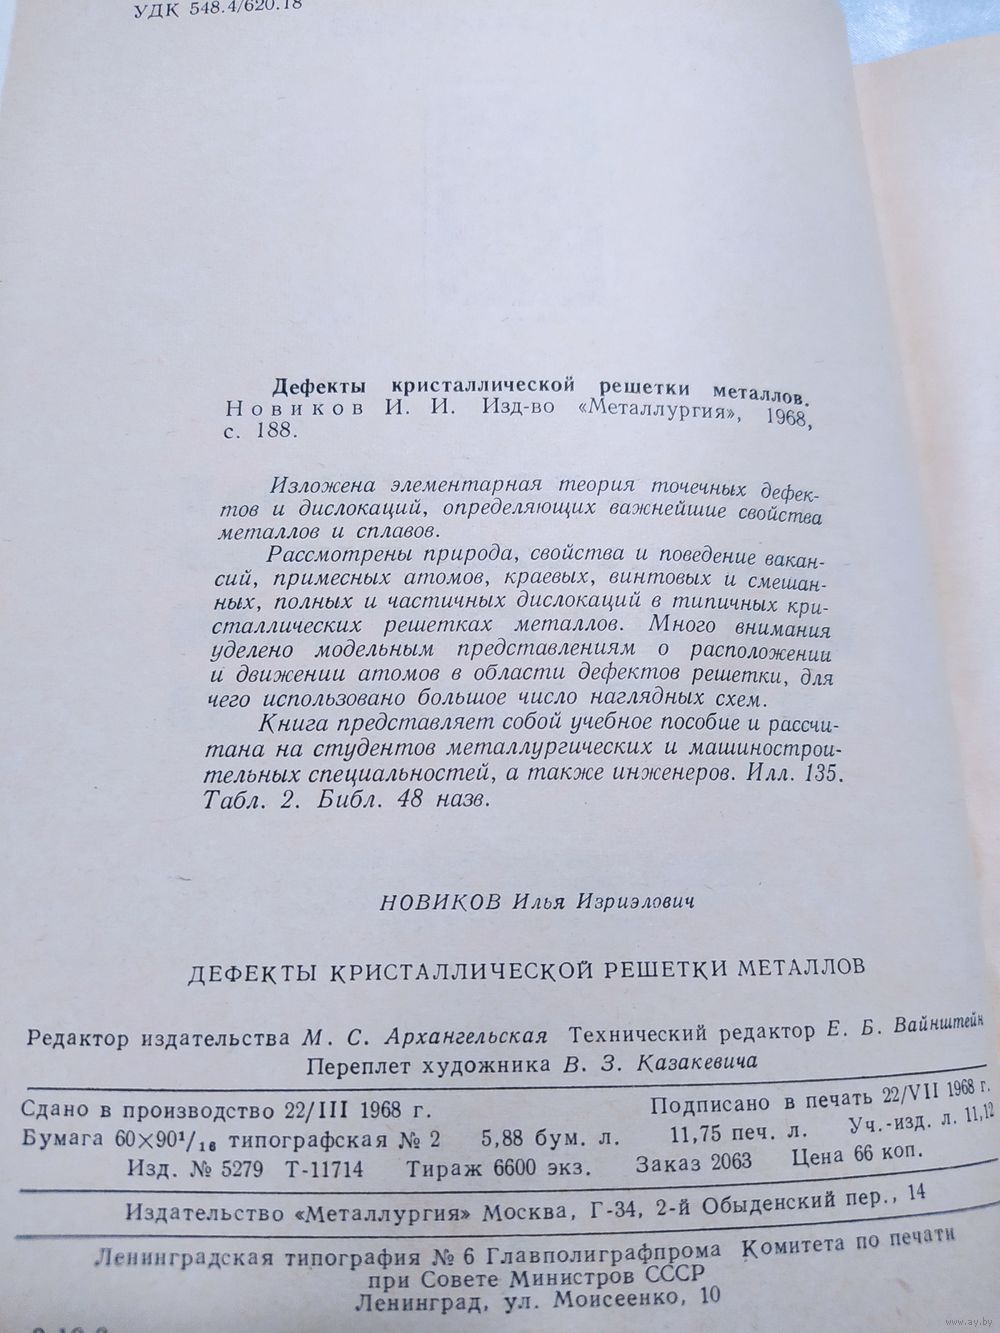 УДК 548.4/620.18
Дефекты кристаллической решетки металлов.
Новиков И. И. Изд-во «Металлургия», 1968,
с. 188.
Изложена элементарная теория точечных дефек-
тов и дислокаций, определяющих важнейшие свойства
металлов и сплавов.
Рассмотрены природа, свойства и поведение вакан-
сий, примесных атомов, краевых, винтовых и смешан-
ных, полных и частичных дислокаций в типичных кри-
сталлических решетках металлов. Много внимания
уделено модельным представлениям о расположении
и движении атомов в области дефектов решетки, для
чего использовано большое число наглядных схем.
Книга представляет собой учебное пособие и рассчи-
тана на студентов металлургических и машинострои-
тельных специальностей, а также инженеров. Илл. 135.
Табл. 2. Библ. 48 назв.
НОВИКОВ Илья Изриэлович
ДЕФЕКТЫ КРИСТАЛЛИЧЕСКОЙ РЕШЕТКИ МЕТАЛЛОВ
Редактор издательства М. С. Архангельская Технический редактор Е. Б. Вайнштейн
Переплет художника В. З. Казакевича
Сдано в производство 22/III 1968 г. Подписано в печать 22/VII 1968 г.
Бумага 60×90¹/₁₆ типографская № 2 5,88 бум. л. 11,75 печ. л. Уч.-изд. л. 11,12
Изд. № 5279 Т-11714 Тираж 6600 экз. Заказ 2063 Цена 66 коп.
Издательство «Металлургия» Москва, Г-34, 2-й Обыденский пер., 14
Ленинградская типография № 6 Главполиграфпрома Комитета по печати
при Совете Министров СССР
Ленинград, ул. Моисеенко, 10
www.ay.by